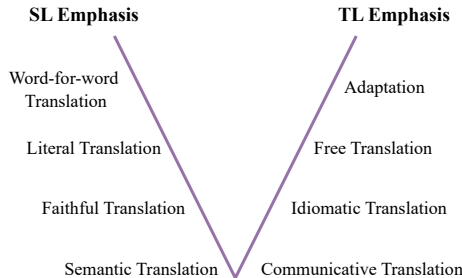 SL Emphasis
TL Emphasis
Word-for-word
Translation
Adaptation
Literal Translation
Free Translation
Faithful Translation
Idiomatic Translation
Semantic Translation
Communicative Translation